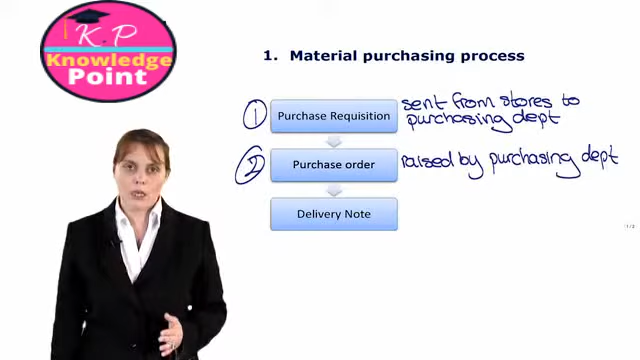 K.P
Knowledge
Point
1. Material purchasing process
1
Purchase Requisition
sent from stores to
purchasing dept
2
Purchase order
raised by purchasing dept
Delivery Note